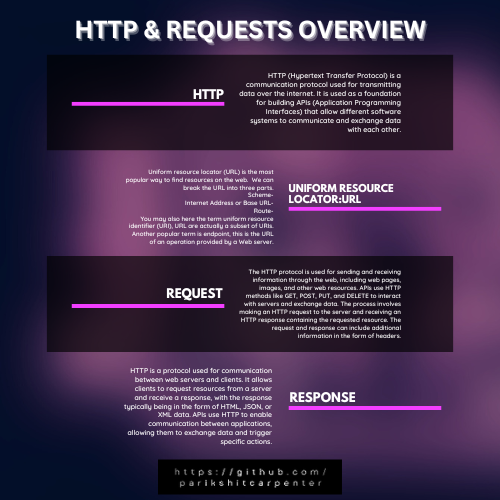 HTTP & REQUESTS OVERVIEW
HTTP
HTTP (Hypertext Transfer Protocol) is a
communication protocol used for transmitting
data over the internet. It is used as a foundation
for building APIs (Application Programming
Interfaces) that allow different software
systems to communicate and exchange data
with each other.
Uniform resource locator (URL) is the most
popular way to find resources on the web. We can
break the URL into three parts.
Scheme-
Internet Address or Base URL-
Route-
You may also here the term uniform resource
identifier (URI), URL are actually a subset of URIs.
Another popular term is endpoint, this is the URL
of an operation provided by a Web server.
UNIFORM RESOURCE
LOCATOR:URL
REQUEST
The HTTP protocol is used for sending and receiving
information through the web, including web pages,
images, and other web resources. APIs use HTTP
methods like GET, POST, PUT, and DELETE to interact
with servers and exchange data. The process involves
making an HTTP request to the server and receiving an
HTTP response containing the requested resource. The
request and response can include additional
information in the form of headers.
HTTP is a protocol used for communication
between web servers and clients. It allows
clients to request resources from a server
and receive a response, with the response
typically being in the form of HTML, JSON, or
XML data. APIs use HTTP to enable
communication between applications,
allowing them to exchange data and trigger
specific actions.
RESPONSE
https://github.com/
parikshitcarpenter